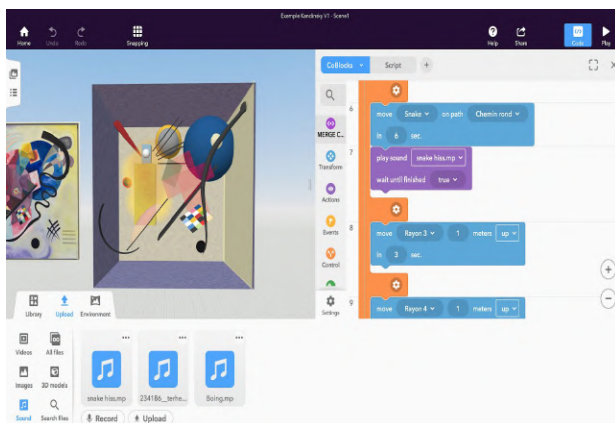 Exemple Kandinsky V1 - Scene1
Home Undo Redo Snapping Help Share Code Play
CoBlocks Script +
6
move Snake on path Chemin rond
in 6 sec.
MERGE C...
7
play sound snake hiss.mp
wait until finished true
Transform
Actions
8
move Rayon 3 1 meters up
in 3 sec.
Events
Control
9
move Rayon 4 1 meters up
Settings
Library Upload Environment
Videos All files
Images 3D models
Sound Search files
snake hiss.mp 234186__terhe... Boing.mp
Record Upload